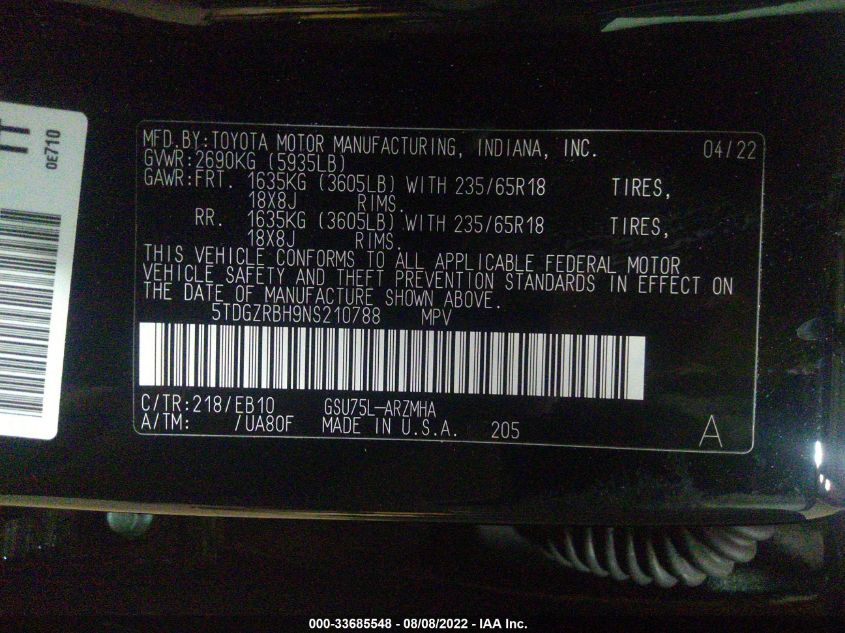 MFD.BY:TOYOTA MOTOR MANUFACTURING, INDIANA, INC. 04/22
GVWR:2690KG (5935LB)
GAWR:FRT. 1635KG (3605LB) WITH 235/65R18 TIRES,
18X8J RIMS.
RR. 1635KG (3605LB) WITH 235/65R18 TIRES,
18X8J RIMS.
THIS VEHICLE CONFORMS TO ALL APPLICABLE FEDERAL MOTOR
VEHICLE SAFETY AND THEFT PREVENTION STANDARDS IN EFFECT ON
THE DATE OF MANUFACTURE SHOWN ABOVE.
5TDGZRBH9NS210788 MPV
C/TR:218/EB10 GSU75L-ARZMHA
A/TM: /UA80F MADE IN U.S.A. 205 A
0E710
000-33685548 - 08/08/2022 - IAA Inc.